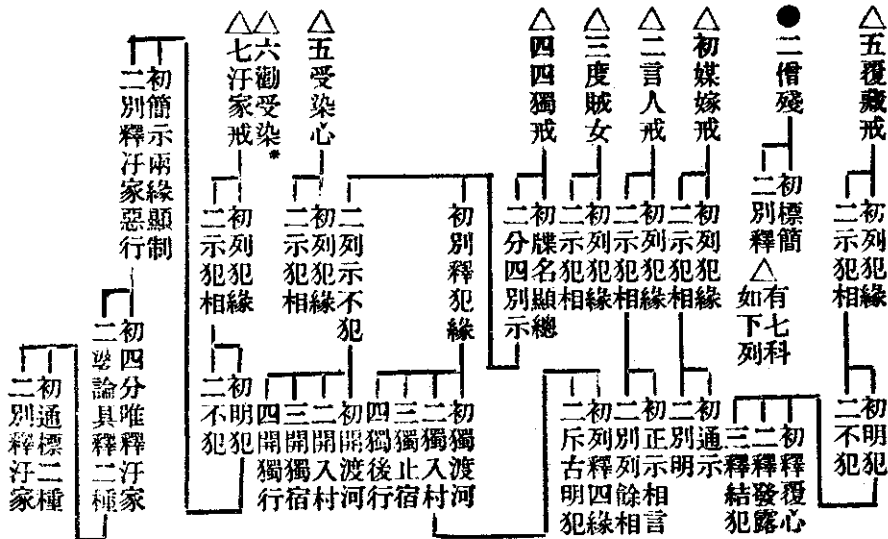 △五覆藏戒
初列犯緣
二示犯相
初明犯
二不犯
初釋覆心
二釋發露
三釋結犯
●二僧殘
初標簡
二別釋
△有七科
如下列
△初媒嫁戒
初列犯緣
二示犯相
初通示
二別明
△二言人戒
初列犯緣
二示犯相
初正示相言
二別列餘相
△三度賊女
初列犯緣
二示犯相
△四四獨戒
初牒名顯總
二分四別示
初別釋犯緣
二列示不犯
初獨渡河
二獨入村
三獨止宿
四獨後行
初列釋四緣
二斥古明犯
初開渡河
二開入村
三開獨宿
四開獨行
△五受染心
初列犯緣
二示犯相
△六勸受染*
△七汙家戒
初列犯緣
二示犯相
初明犯
二不犯
初簡示兩緣顯制
二別釋汙家惡行
初四分唯釋汙家
二婆論具釋二種
初通標二種
二別釋汙家